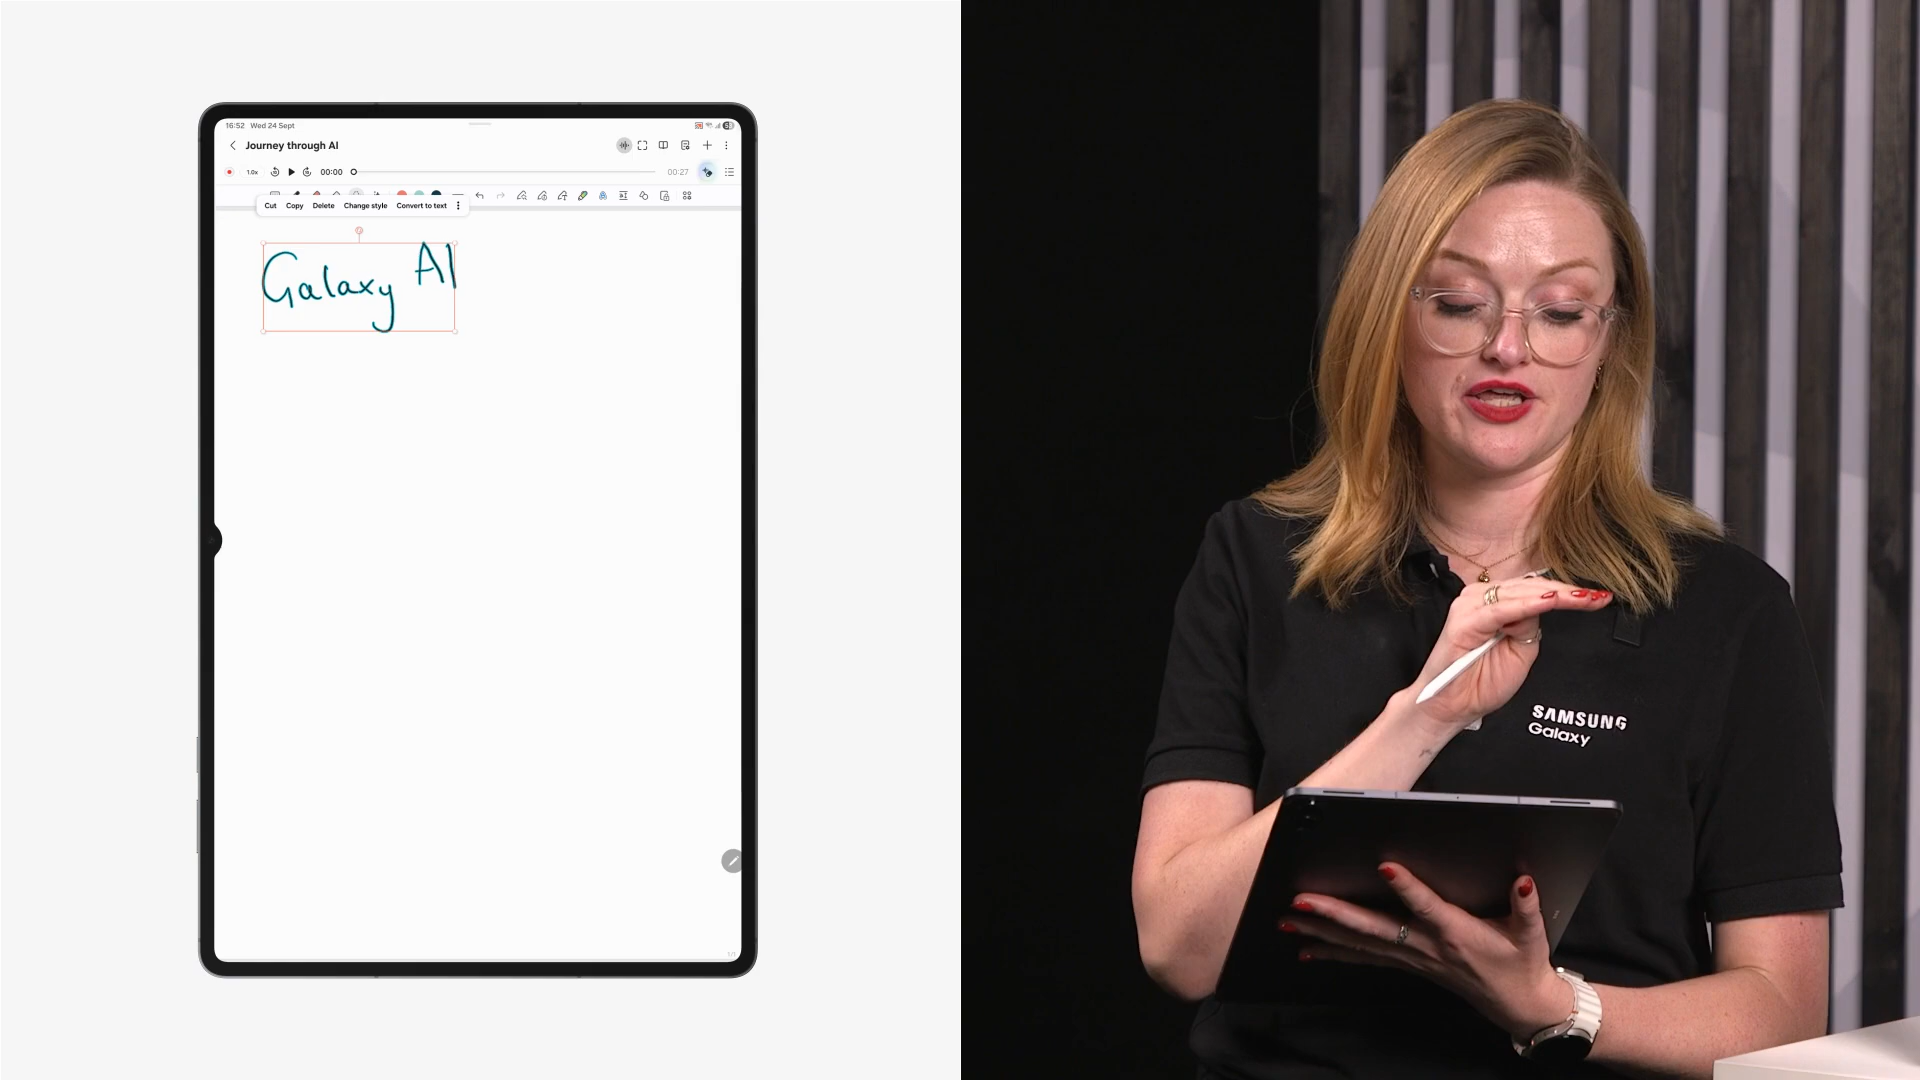 16:52 Wed 24 Sept
Journey through AI
1.0x 00:00 00:27
Cut Copy Delete Change style Convert to text
Galaxy AI
SAMSUNG
Galaxy